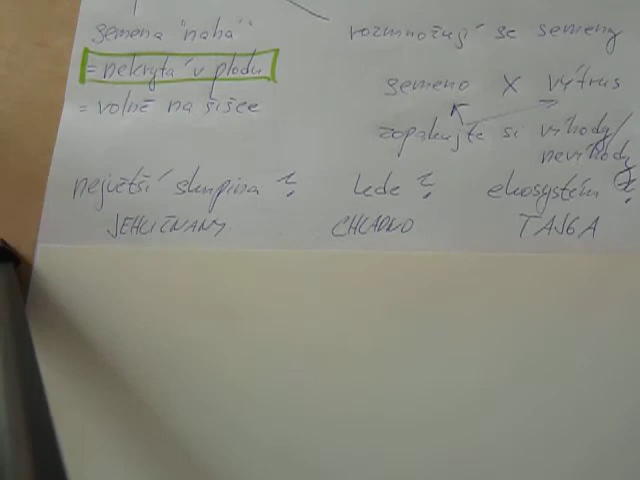 semena "nahá"
= nekrytá v plodu
= volně na šišce
rozmnožují se semeny
semeno X výtrus
zopakujte si výhody/
nevýhody
největší skupina ?
kde ?
ekosystém ?
JEHLIČNANY
CHLADNO
TAJGA